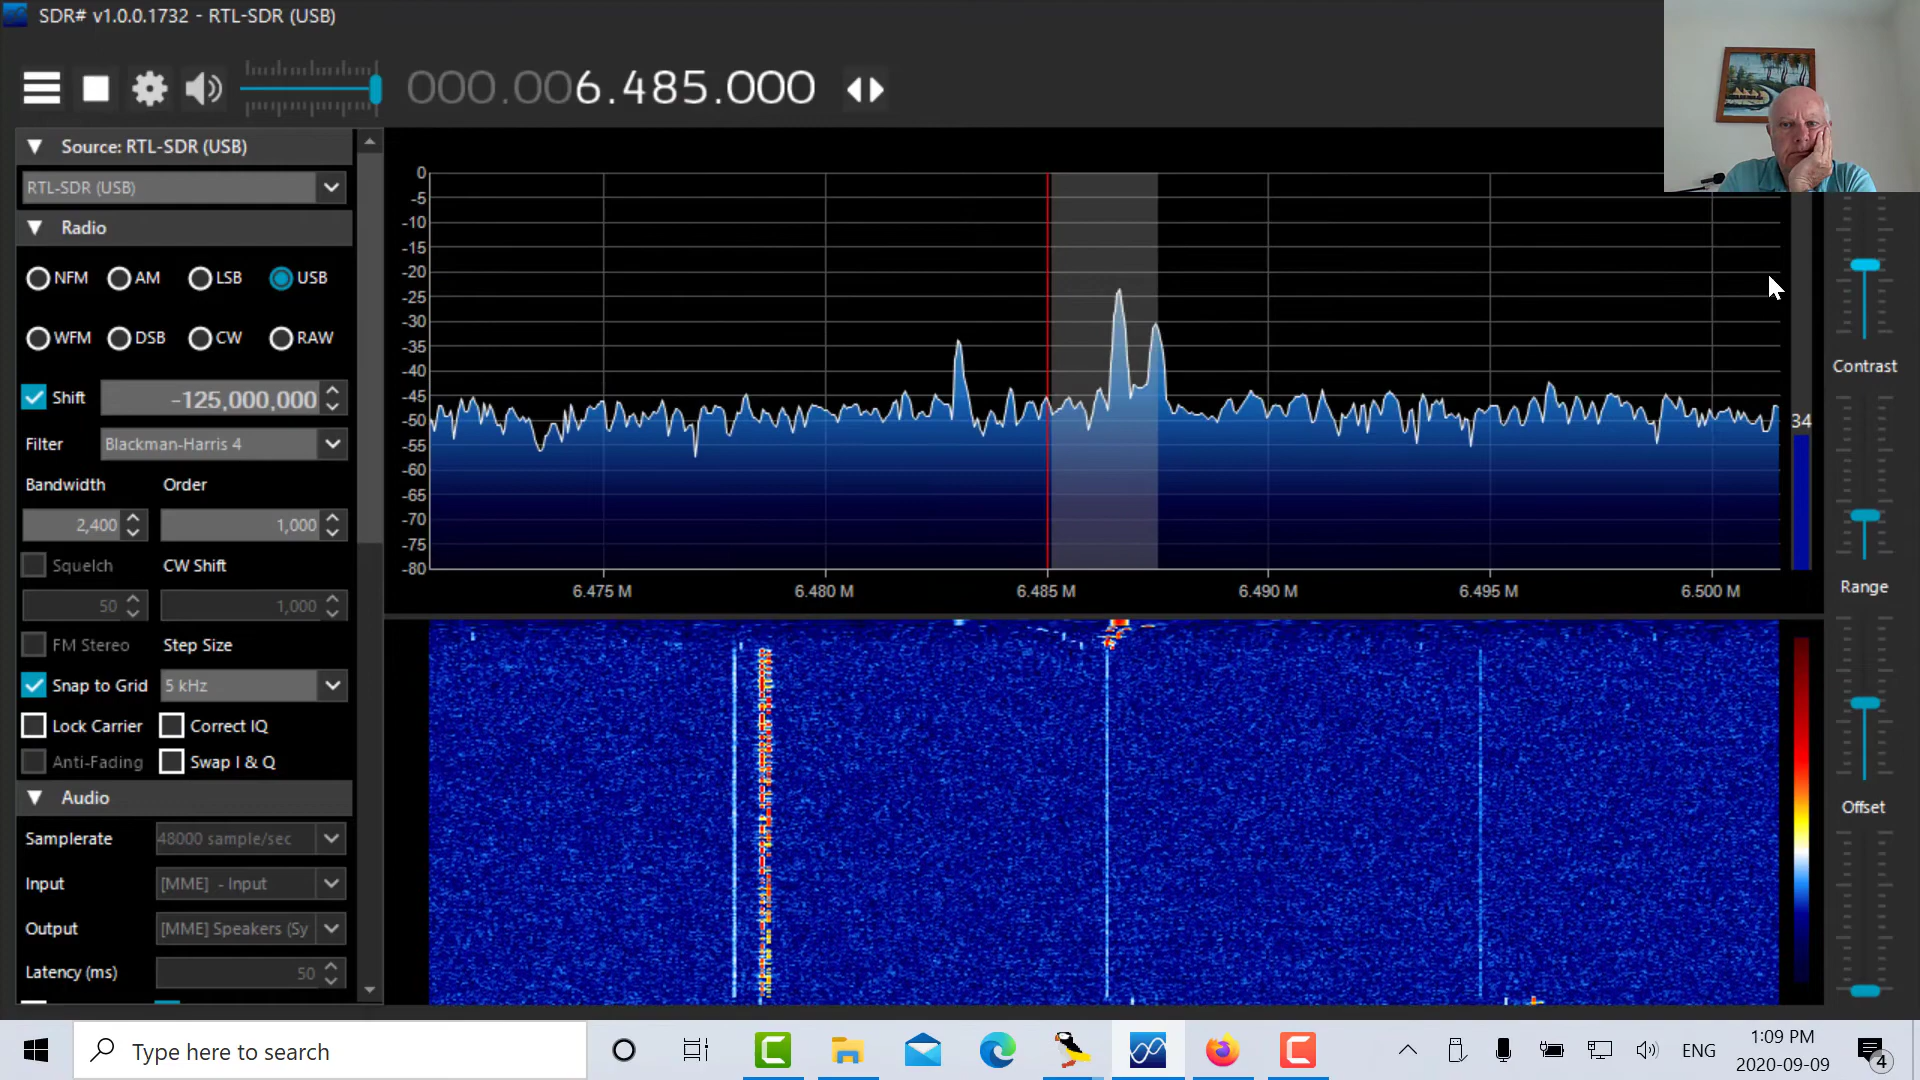 SDR# v1.0.0.1732 - RTL-SDR (USB)
000.006.485.000
Source: RTL-SDR (USB)
RTL-SDR (USB)
Radio
NFM AM LSB USB
WFM DSB CW RAW
Shift -125,000,000
Filter Blackman-Harris 4
Bandwidth Order
2,400 1,000
Squelch CW Shift
50 1,000
FM Stereo Step Size
Snap to Grid 5 kHz
Lock Carrier Correct IQ
Anti-Fading Swap I & Q
Audio
Samplerate 48000 sample/sec
Input [MME] - Input
Output [MME] Speakers (Sy
Latency (ms) 50
0
-5
-10
-15
-20
-25
-30
-35
-40
-45
-50
-55
-60
-65
-70
-75
-80
6.475 M 6.480 M 6.485 M 6.490 M 6.495 M 6.500 M
34
Contrast
Range
Offset
Type here to search
ENG
1:09 PM
2020-09-09
4